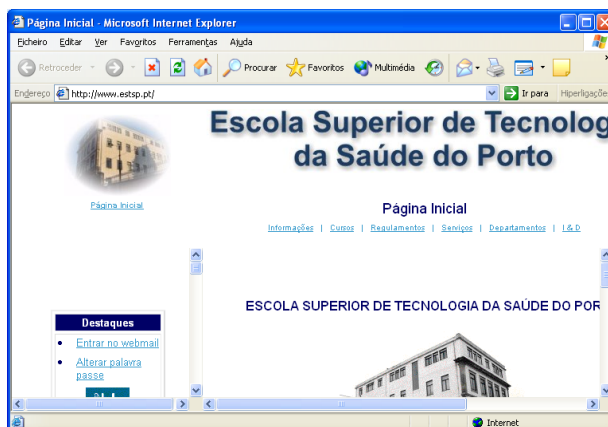 Página Inicial - Microsoft Internet Explorer
Ficheiro Editar Ver Favoritos Ferramentas Ajuda
Retroceder Procurar Favoritos Multimédia
Endereço http://www.estsp.pt/ Ir para Hiperligações
Escola Superior de Tecnolog
da Saúde do Porto
Página Inicial
Página Inicial
Informações | Cursos | Regulamentos | Serviços | Departamentos | I & D
ESCOLA SUPERIOR DE TECNOLOGIA DA SAÚDE DO POR
Destaques
Entrar no webmail
Alterar palavra
passe
Internet